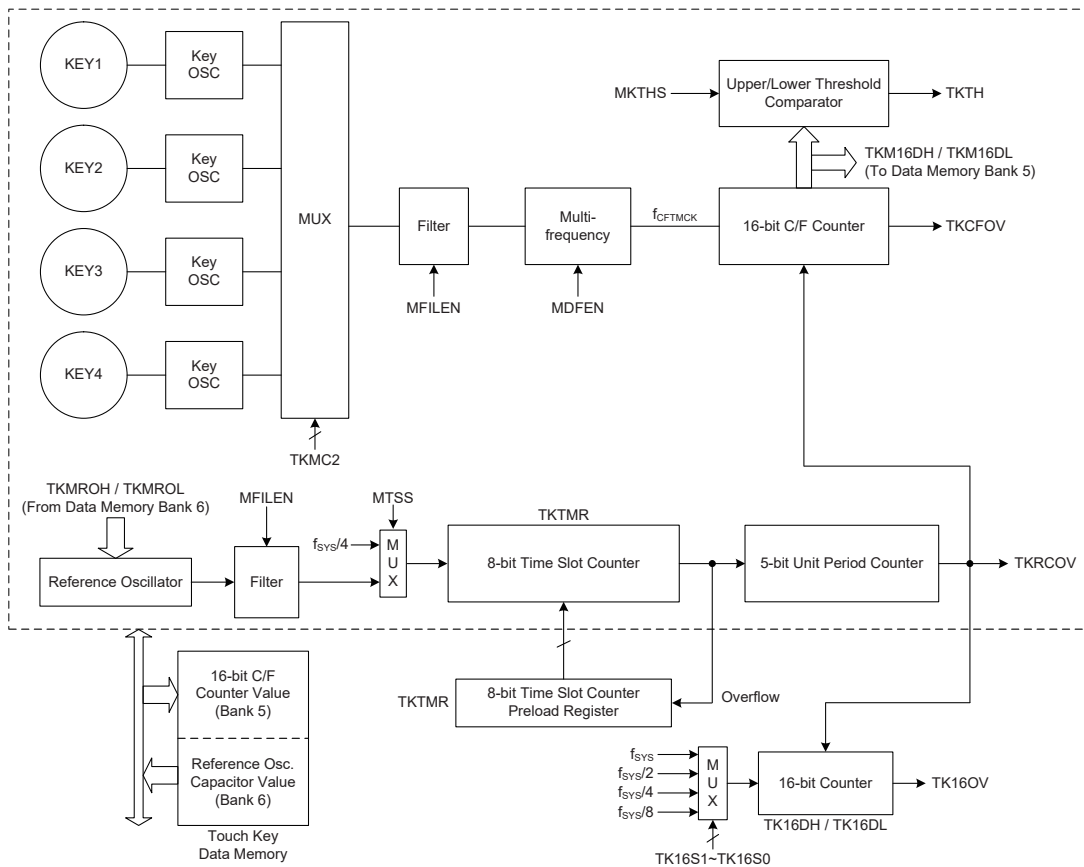 KEY1
Key
OSC
KEY2
Key
OSC
KEY3
Key
OSC
KEY4
Key
OSC
MUX
TKMC2
Filter
MFILEN
Multi-
frequency
MDFEN
fCFTMCK
MKTHS
Upper/Lower Threshold
Comparator
TKTH
TKM16DH / TKM16DL
(To Data Memory Bank 5)
16-bit C/F Counter
TKCFOV
TKMROH / TKMROL
(From Data Memory Bank 6)
Reference Oscillator
MFILEN
Filter
MTSS
fSYS/4
M
U
X
TKTMR
8-bit Time Slot Counter
5-bit Unit Period Counter
TKRCOV
16-bit C/F
Counter Value
(Bank 5)
Reference Osc.
Capacitor Value
(Bank 6)
Touch Key
Data Memory
TKTMR
8-bit Time Slot Counter
Preload Register
Overflow
fSYS
fSYS/2
fSYS/4
fSYS/8
M
U
X
TK16S1~TK16S0
16-bit Counter
TK16DH / TK16DL
TK16OV